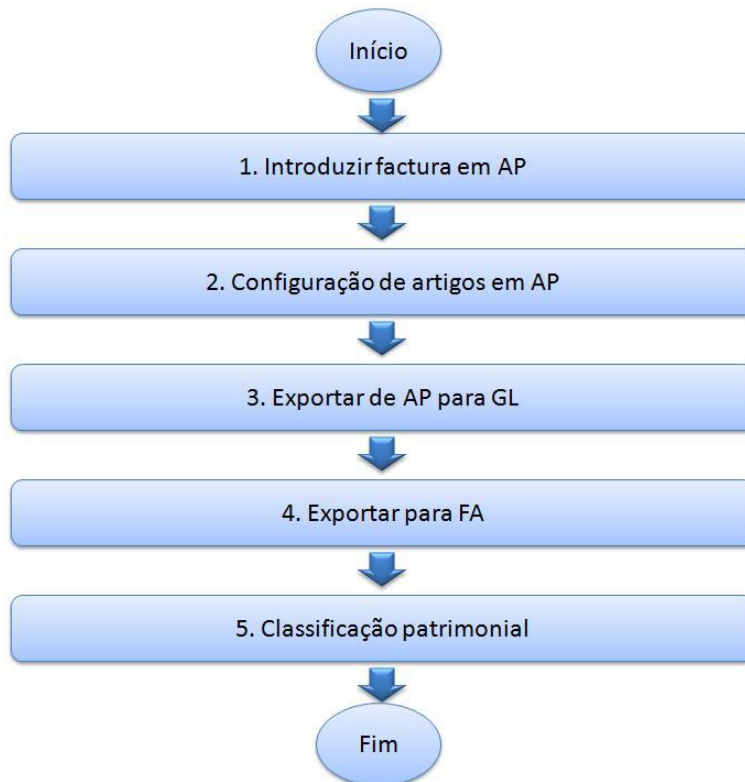 Início
1. Introduzir factura em AP
2. Configuração de artigos em AP
3. Exportar de AP para GL
4. Exportar para FA
5. Classificação patrimonial
Fim